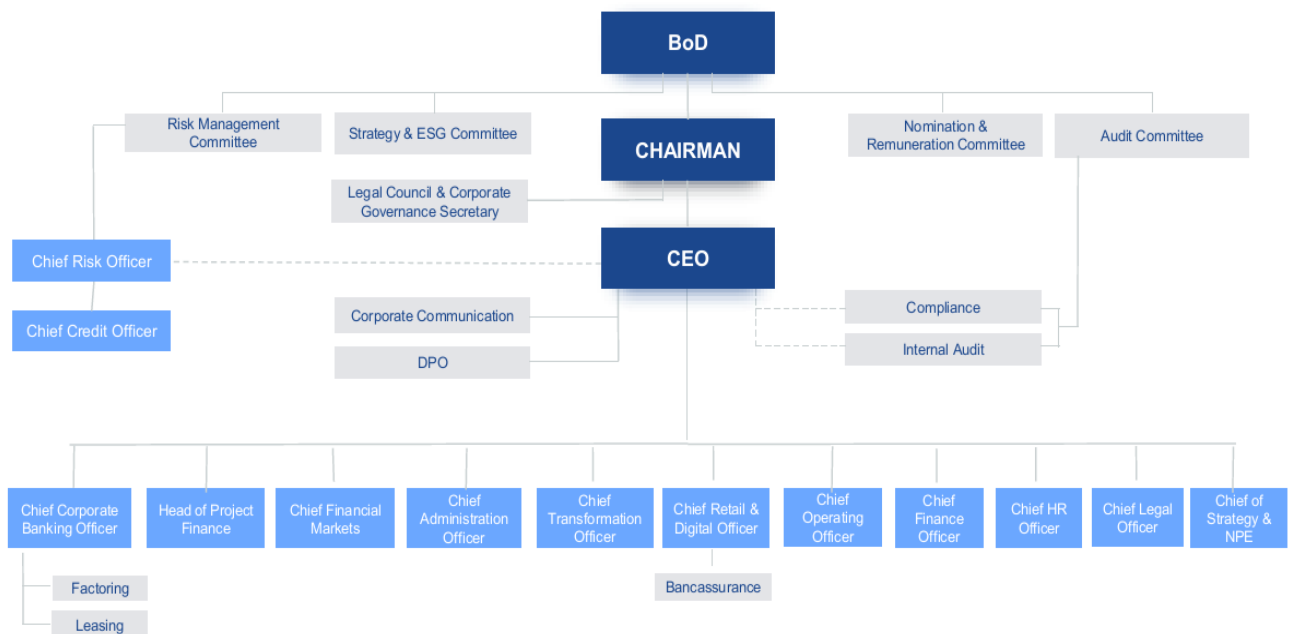 BoD
Risk Management
Committee
Strategy & ESG Committee
CHAIRMAN
Nomination &
Remuneration Committee
Audit Committee
Legal Council & Corporate
Governance Secretary
Chief Risk Officer
CEO
Chief Credit Officer
Corporate Communication
DPO
Compliance
Internal Audit
Chief Corporate
Banking Officer
Head of Project
Finance
Chief Financial
Markets
Chief
Administration
Officer
Chief
Transformation
Officer
Chief Retail &
Digital Officer
Chief
Operating
Officer
Chief
Finance
Officer
Chief HR
Officer
Chief Legal
Officer
Chief of
Strategy &
NPE
Factoring
Leasing
Bancassurance